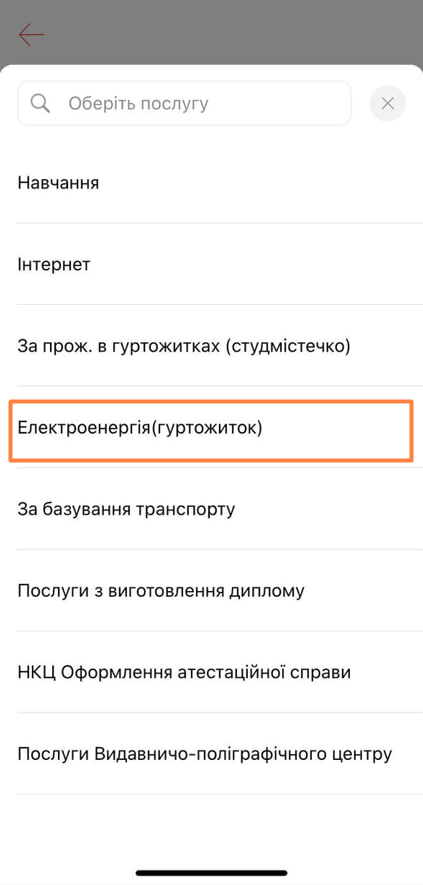 Оберіть послугу
Навчання
Інтернет
За прож. в гуртожитках (студмістечко)
Електроенергія(гуртожиток)
За базування транспорту
Послуги з виготовлення диплому
НКЦ Оформлення атестаційної справи
Послуги Видавничо-поліграфічного центру